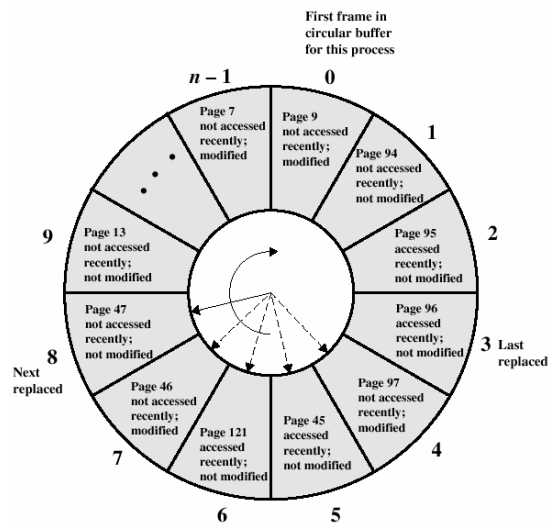 First frame in
circular buffer
for this process
n – 1
0
Page 7
not accessed
recently;
modified
Page 9
not accessed
recently;
modified
1
Page 94
not accessed
recently;
not modified
2
Page 95
accessed
recently;
not modified
9
Page 13
not accessed
recently;
not modified
Page 96
accessed
recently;
not modified
3
Last
replaced
8
Next
replaced
Page 47
not accessed
recently;
not modified
Page 97
not accessed
recently;
modified
4
Page 46
not accessed
recently;
modified
7
Page 121
accessed
recently;
not modified
6
Page 45
accessed
recently;
not modified
5